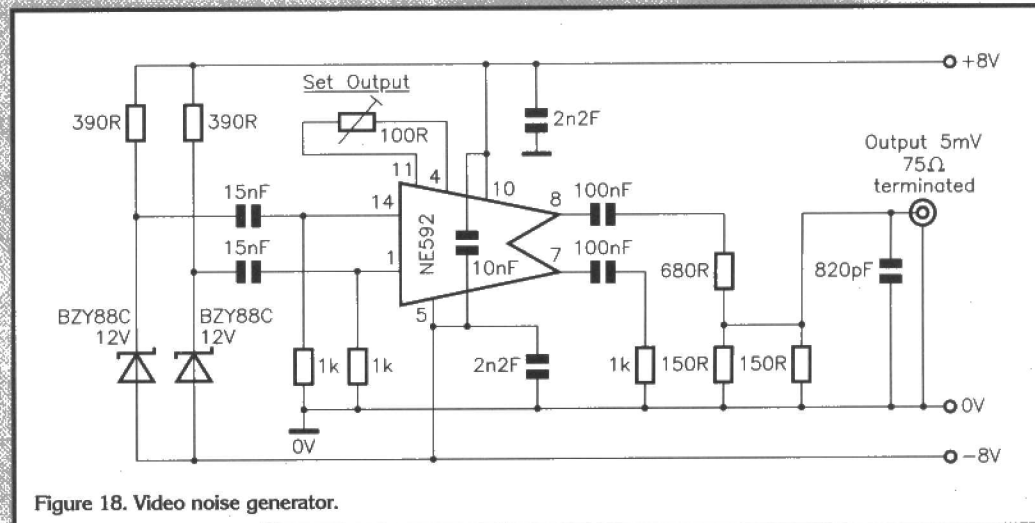 +8V
Set Output
390R
390R
100R
2n2F
Output 5mV
75Ω
terminated
11
4
10
15nF
14
100nF
8
NE592
15nF
1
10nF
100nF
7
680R
820pF
BZY88C
12V
BZY88C
12V
5
1k
1k
2n2F
1k
150R
150R
0V
0V
-8V
Figure 18. Video noise generator.